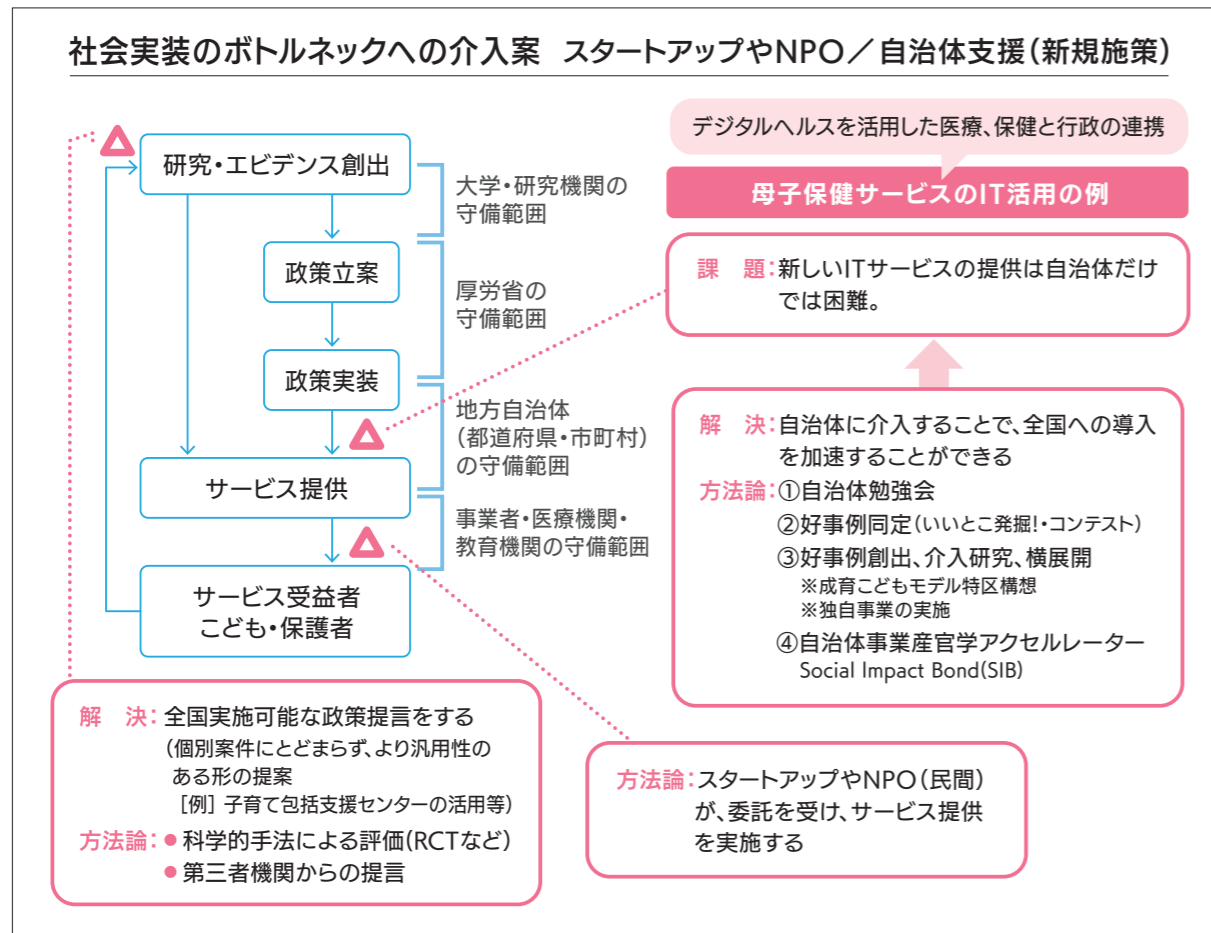 社会実装のボトルネックへの介入案 スタートアップやNPO／自治体支援(新規施策)
研究・エビデンス創出
政策立案
政策実装
サービス提供
サービス受益者
こども・保護者
大学・研究機関の
守備範囲
厚労省の
守備範囲
地方自治体
(都道府県・市町村)
の守備範囲
事業者・医療機関・
教育機関の守備範囲
デジタルヘルスを活用した医療、保健と行政の連携
母子保健サービスのIT活用の例
課　題：新しいITサービスの提供は自治体だけ
では困難。
解　決：自治体に介入することで、全国への導入
を加速することができる
方法論：①自治体勉強会
②好事例同定(いいとこ発掘!・コンテスト)
③好事例創出、介入研究、横展開
※成育こどもモデル特区構想
※独自事業の実施
④自治体事業産官学アクセルレーター
Social Impact Bond(SIB)
解　決：全国実施可能な政策提言をする
(個別案件にとどまらず、より汎用性の
ある形の提案
［例］子育て包括支援センターの活用等)
方法論：●科学的手法による評価(RCTなど)
●第三者機関からの提言
方法論：スタートアップやNPO(民間)
が、委託を受け、サービス提供
を実施する